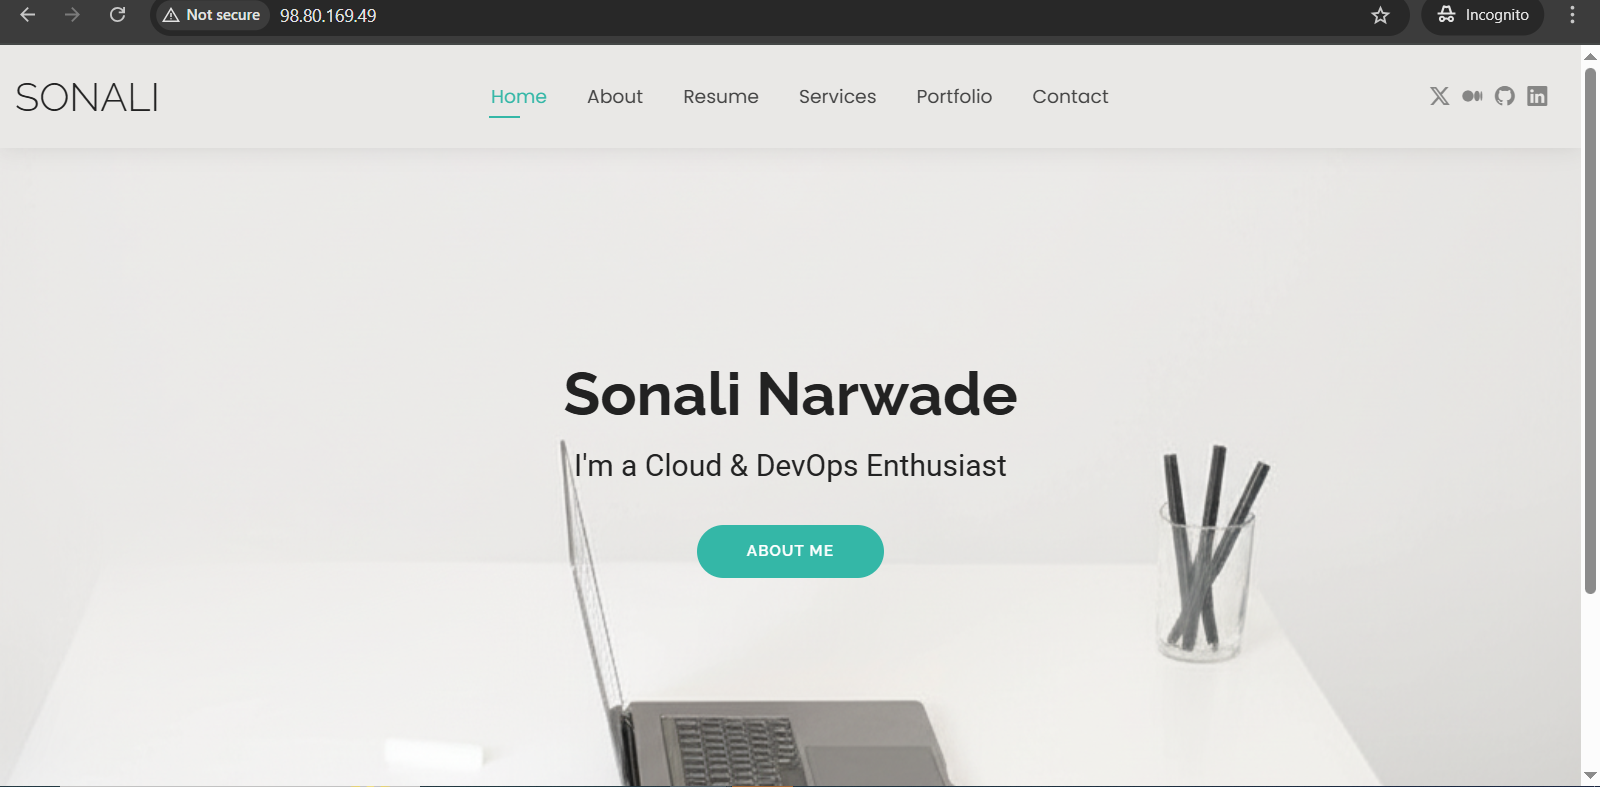 Not secure
98.80.169.49
Incognito
SONALI
Home
About
Resume
Services
Portfolio
Contact
Sonali Narwade
I'm a Cloud & DevOps Enthusiast
ABOUT ME